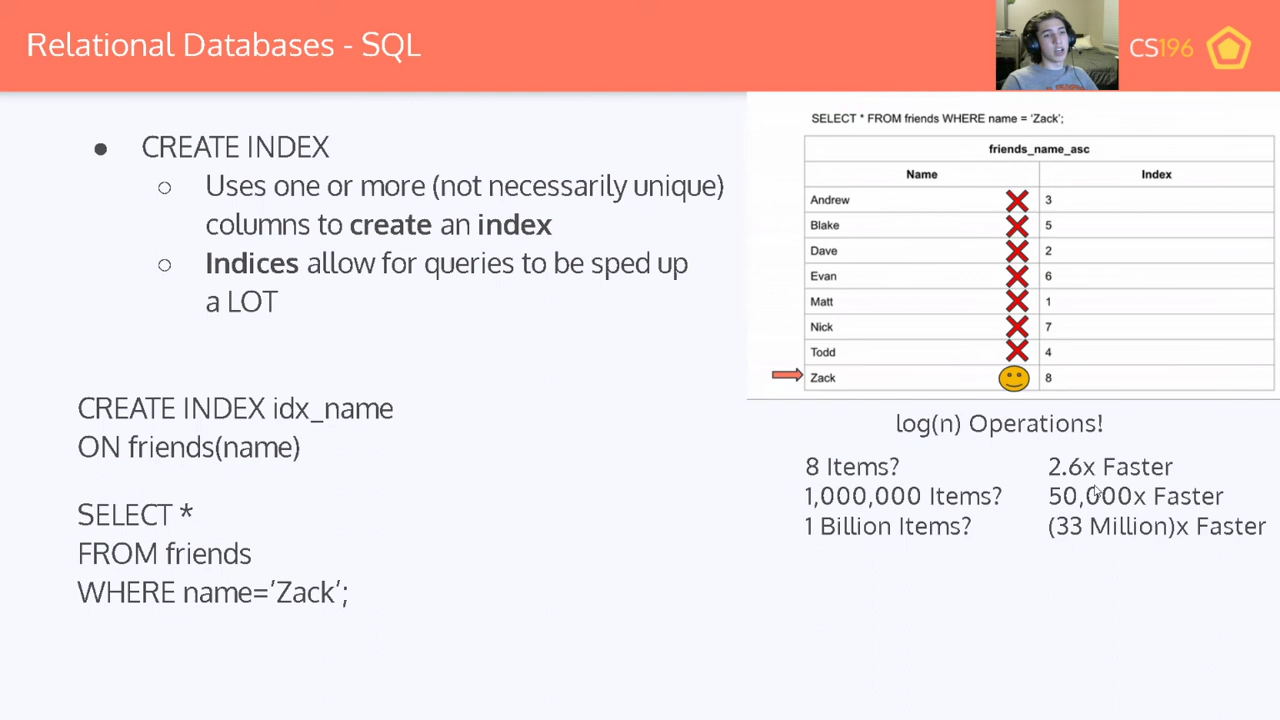 Relational Databases - SQL
CS196
● CREATE INDEX
○ Uses one or more (not necessarily unique)
columns to create an index
○ Indices allow for queries to be sped up
a LOT
CREATE INDEX idx_name
ON friends(name)
SELECT *
FROM friends
WHERE name=’Zack’;
SELECT * FROM friends WHERE name = ‘Zack’;
friends_name_asc
Name Index
Andrew 3
Blake 5
Dave 2
Evan 6
Matt 1
Nick 7
Todd 4
Zack 8
log(n) Operations!
8 Items? 2.6x Faster
1,000,000 Items? 50,000x Faster
1 Billion Items? (33 Million)x Faster